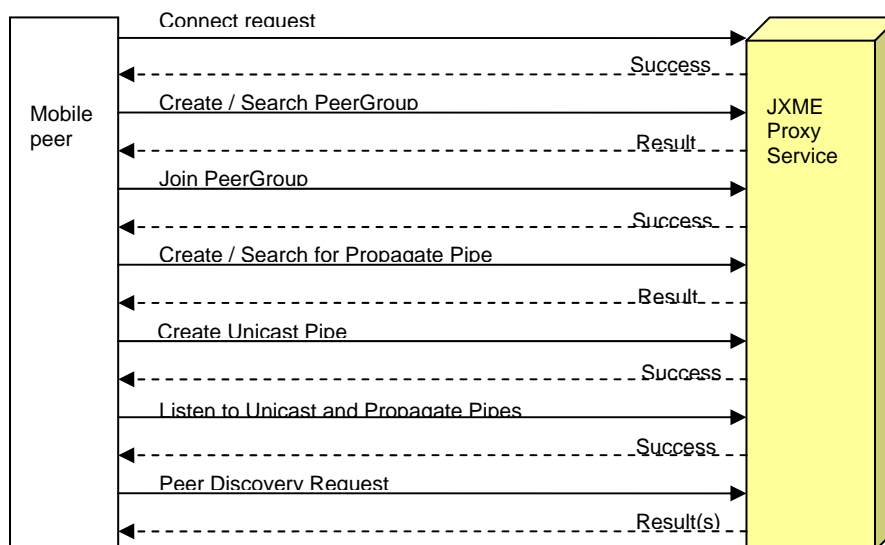 Connect request
Success
Mobile
peer
Create / Search PeerGroup
JXME
Proxy
Service
Result
Join PeerGroup
Success
Create / Search for Propagate Pipe
Result
Create Unicast Pipe
Success
Listen to Unicast and Propagate Pipes
Success
Peer Discovery Request
Result(s)